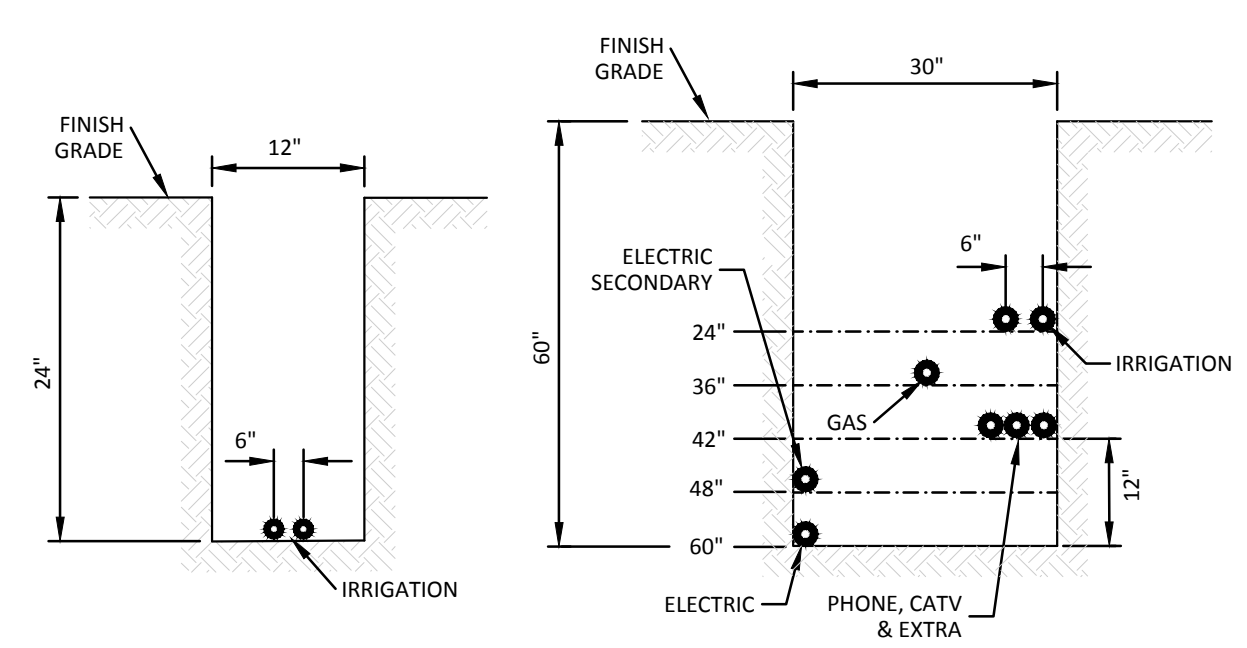 FINISH
GRADE
12"
24"
6"
IRRIGATION
FINISH
GRADE
30"
60"
ELECTRIC
SECONDARY
6"
24"
IRRIGATION
36"
GAS
42"
48"
12"
60"
ELECTRIC
PHONE, CATV
& EXTRA